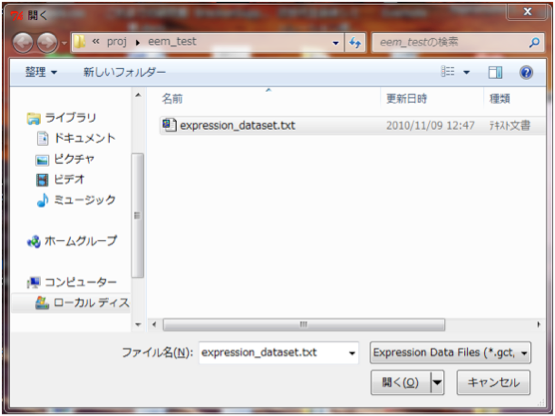 開く
« proj ▸ eem_test
eem_testの検索
整理 ▼ 新しいフォルダー
名前 更新日時 種類
expression_dataset.txt 2010/11/09 12:47 ﾃｷｽﾄ文書
ライブラリ
ドキュメント
ピクチャ
ビデオ
ミュージック
ホームグループ
コンピューター
ローカル ディス
ファイル名(N): expression_dataset.txt
Expression Data Files (*.gct,
開く(O) キャンセル